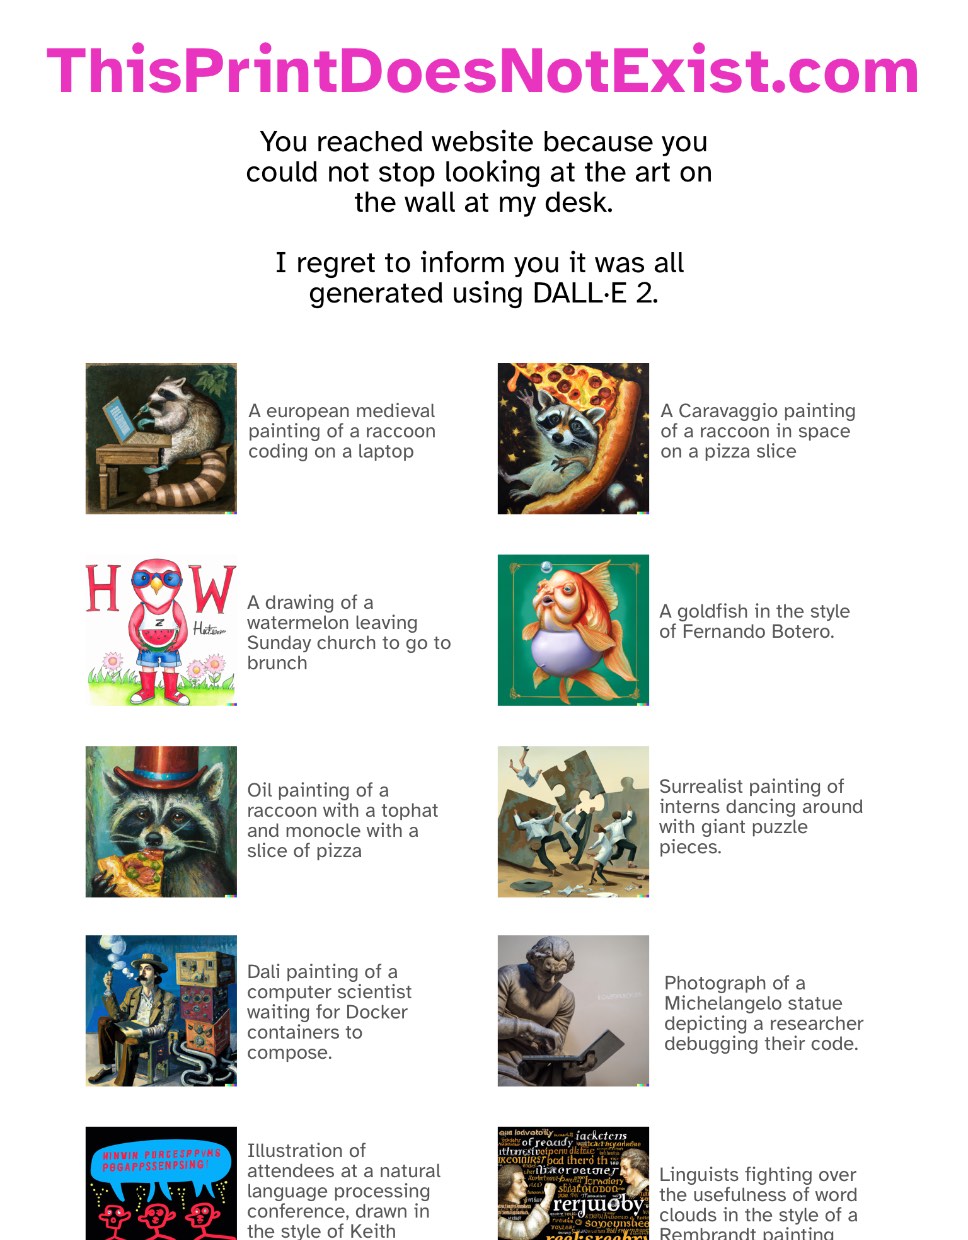 ThisPrintDoesNotExist.com
You reached website because you
could not stop looking at the art on
the wall at my desk.
I regret to inform you it was all
generated using DALL·E 2.
A european medieval
painting of a raccoon
coding on a laptop
A Caravaggio painting
of a raccoon in space
on a pizza slice
H W
Z
A drawing of a
watermelon leaving
Sunday church to go to
brunch
A goldfish in the style
of Fernando Botero.
Oil painting of a
raccoon with a tophat
and monocle with a
slice of pizza
Surrealist painting of
interns dancing around
with giant puzzle
pieces.
Dali painting of a
computer scientist
waiting for Docker
containers to
compose.
Photograph of a
Michelangelo statue
depicting a researcher
debugging their code.
Illustration of
attendees at a natural
language processing
conference, drawn in
the style of Keith
of ready jacketens
rerjwoby
Linguists fighting over
the usefulness of word
clouds in the style of a
Rembrandt painting